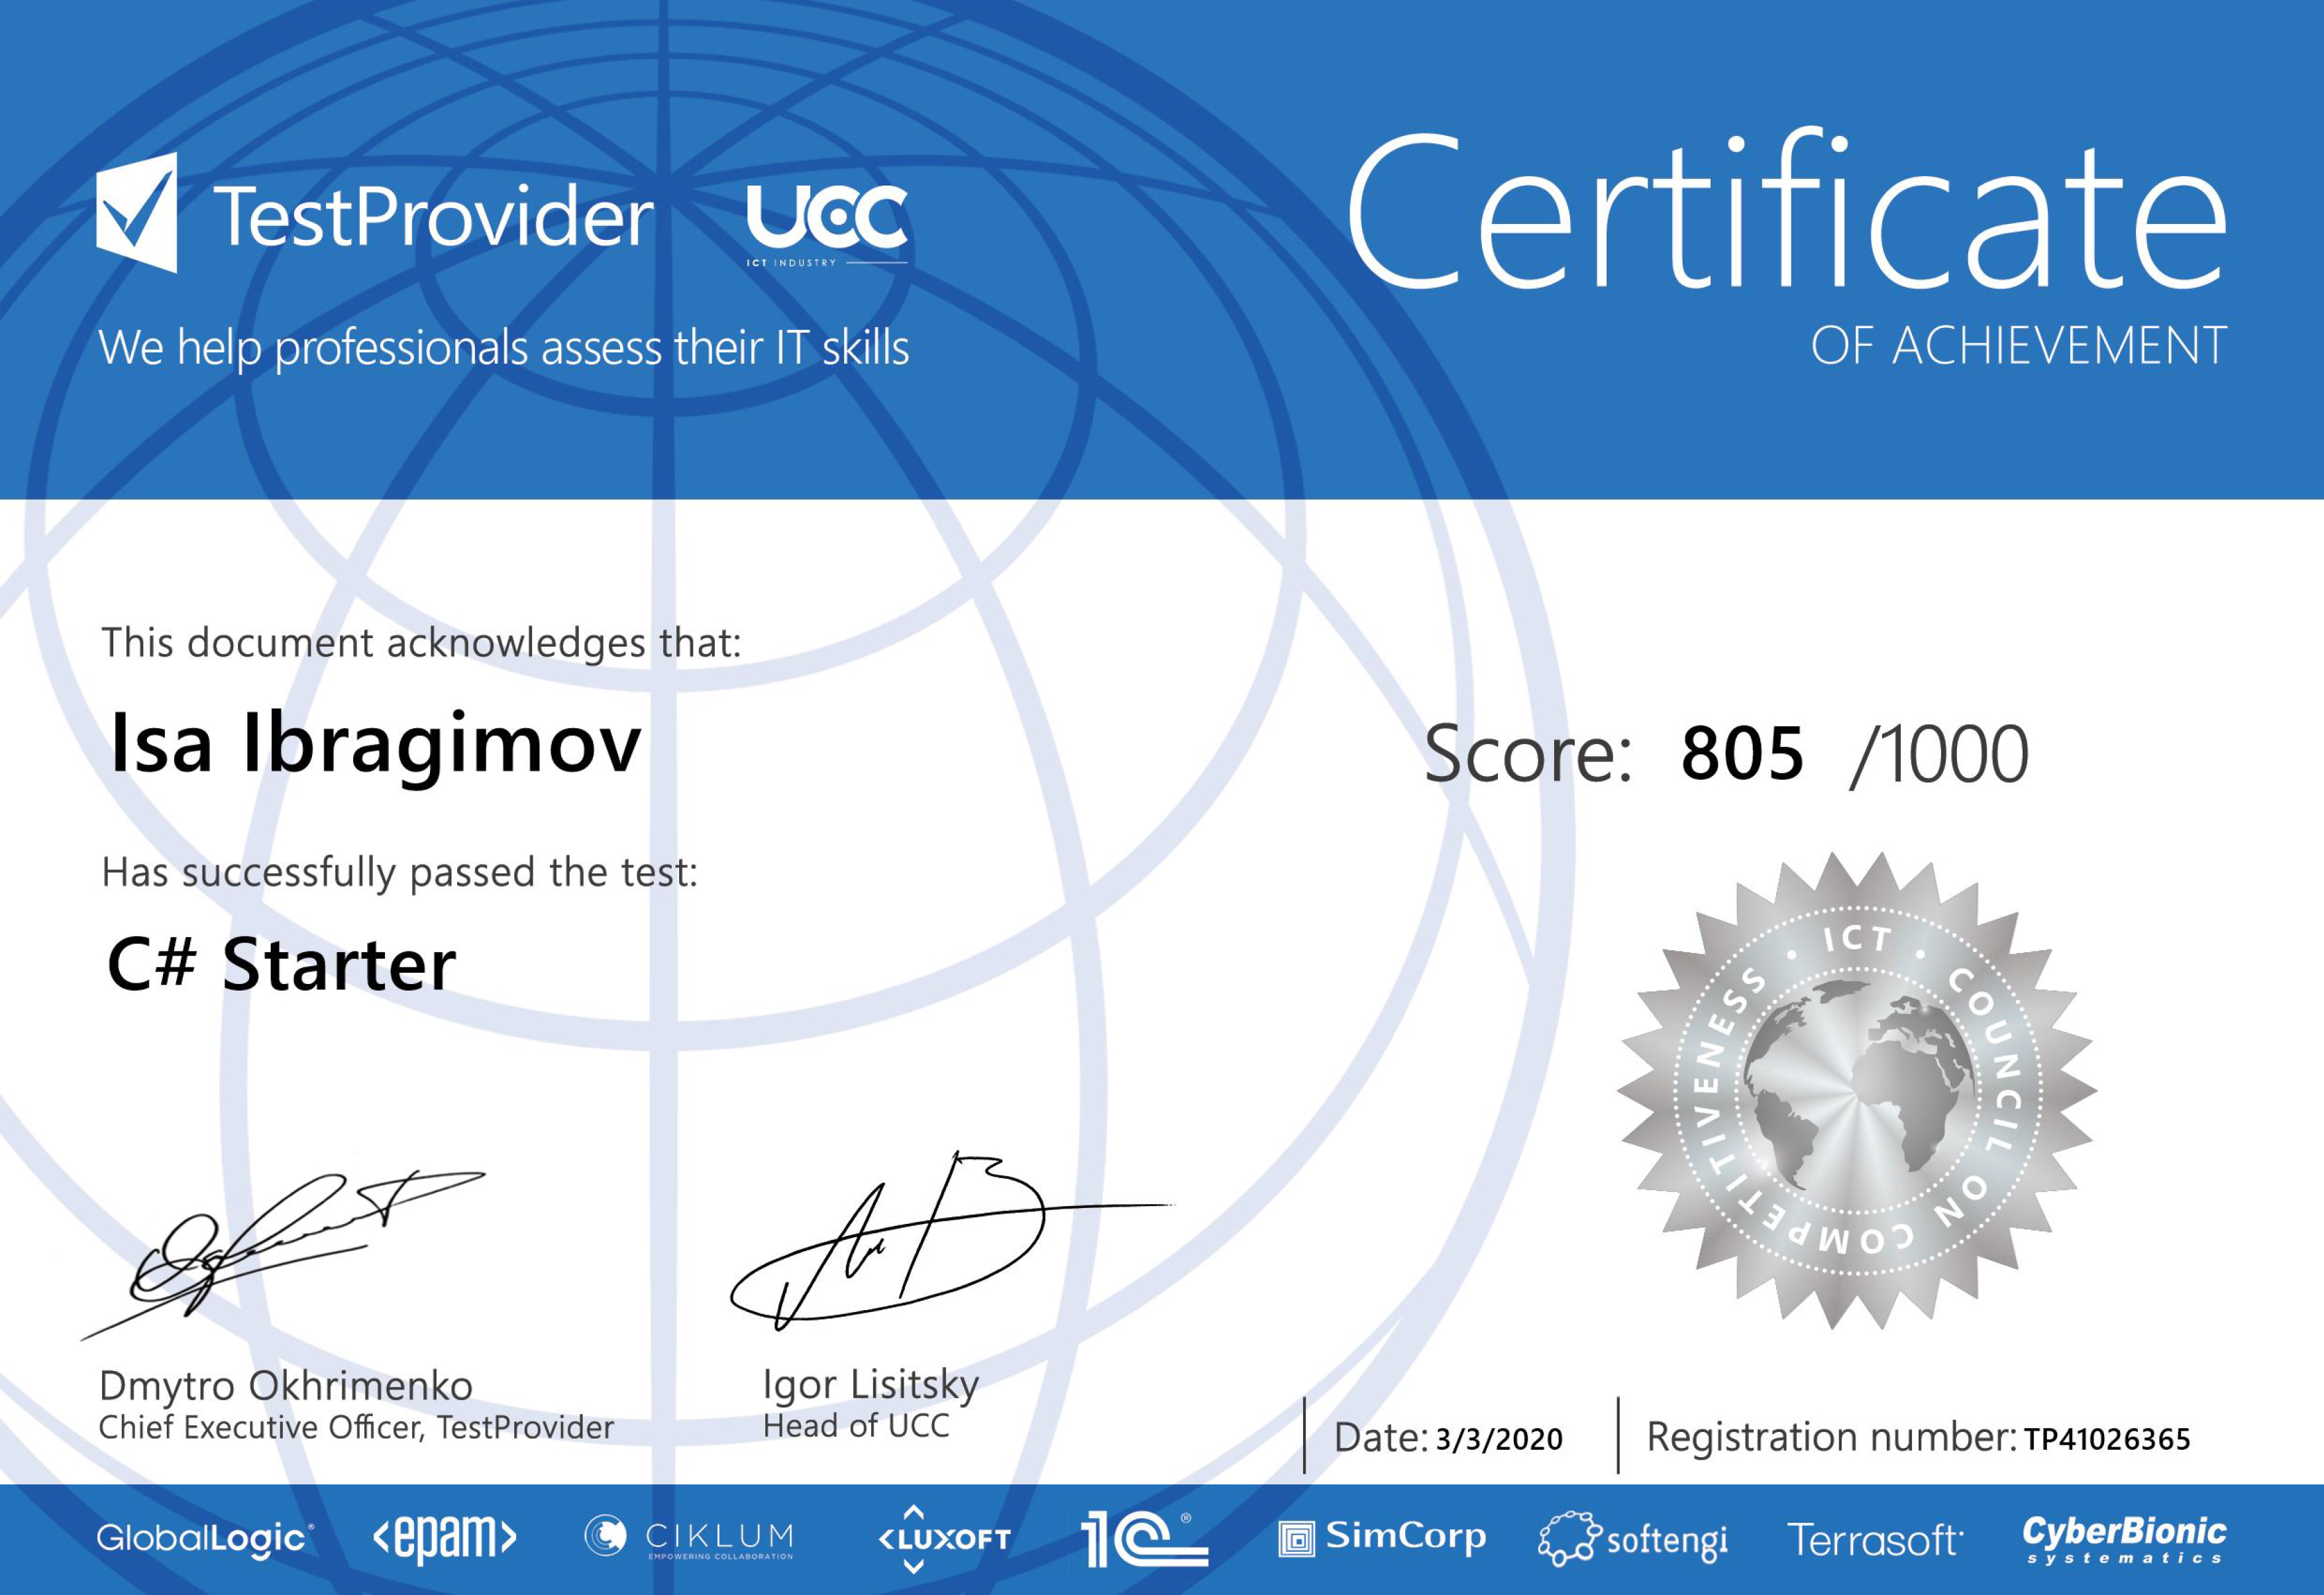 TestProvider
UCC
ICT INDUSTRY
We help professionals assess their IT skills
Certificate
OF ACHIEVEMENT
This document acknowledges that:
Isa Ibragimov
Score: 805 /1000
Has successfully passed the test:
C# Starter
ICT • COUNCIL ON COMPETITIVENESS •
Dmytro Okhrimenko
Chief Executive Officer, TestProvider
Igor Lisitsky
Head of UCC
Date: 3/3/2020
Registration number: TP41026365
GlobalLogic®
<epam>
CIKLUM
EMPOWERING COLLABORATION
<LUXOFT
1C®
SimCorp
softengi
Terrasoft
CyberBionic
systematics